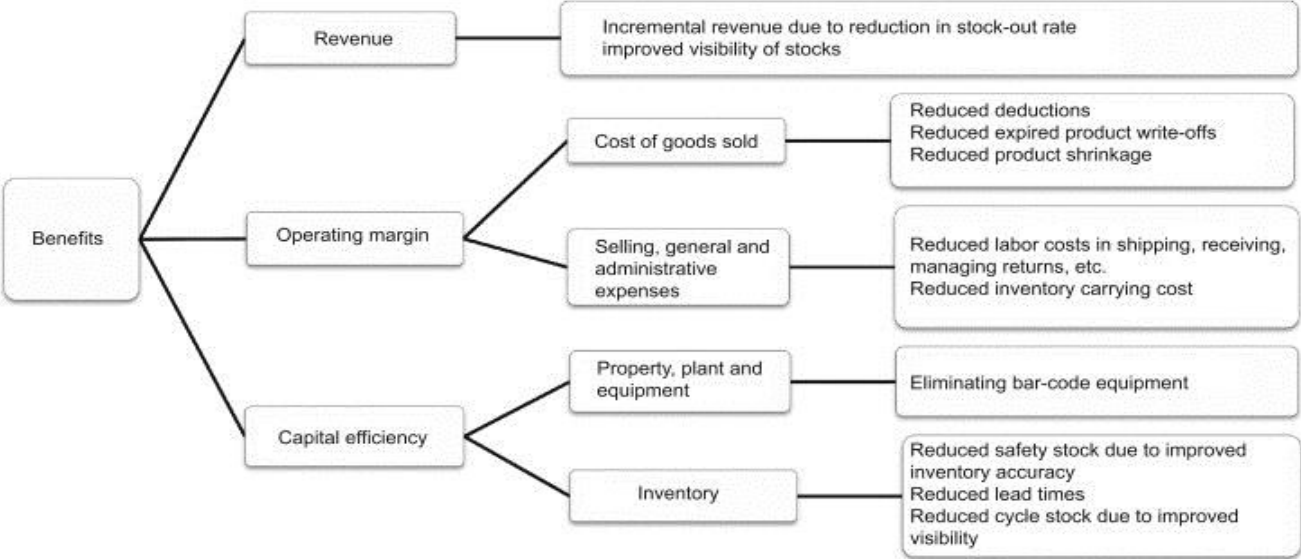 Benefits
Revenue
Incremental revenue due to reduction in stock-out rate
improved visibility of stocks
Operating margin
Cost of goods sold
Reduced deductions
Reduced expired product write-offs
Reduced product shrinkage
Selling, general and
administrative
expenses
Reduced labor costs in shipping, receiving,
managing returns, etc.
Reduced inventory carrying cost
Capital efficiency
Property, plant and
equipment
Eliminating bar-code equipment
Inventory
Reduced safety stock due to improved
inventory accuracy
Reduced lead times
Reduced cycle stock due to improved
visibility